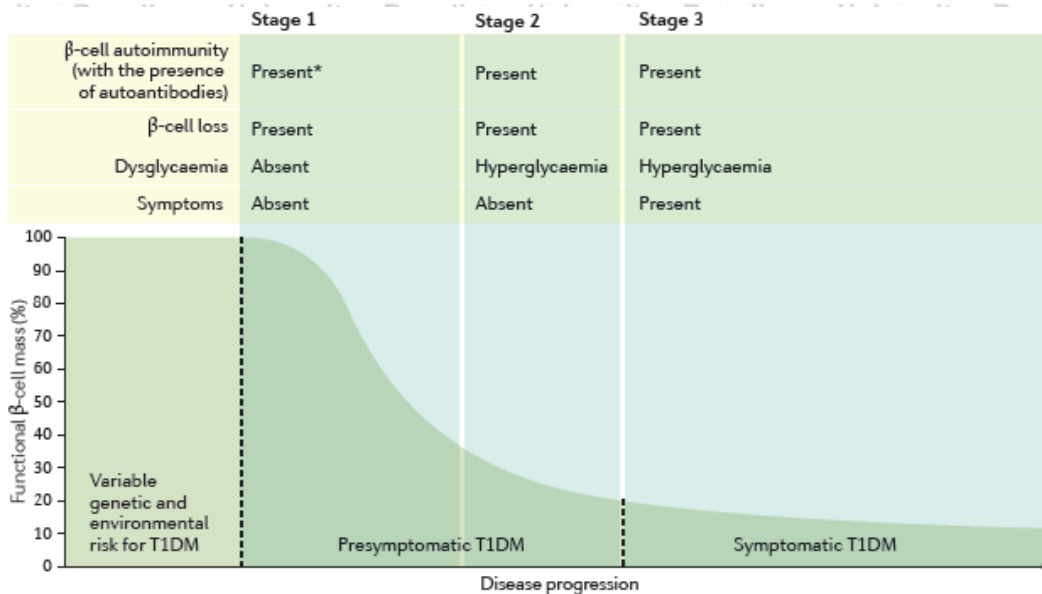 Stage 1 Stage 2 Stage 3
β-cell autoimmunity
(with the presence
of autoantibodies)
Present* Present Present
β-cell loss Present Present Present
Dysglycaemia Absent Hyperglycaemia Hyperglycaemia
Symptoms Absent Absent Present
Functional β-cell mass (%)
100
90
80
70
60
50
40
30
20
10
0
Variable
genetic and
environmental
risk for T1DM
Presymptomatic T1DM Symptomatic T1DM
Disease progression